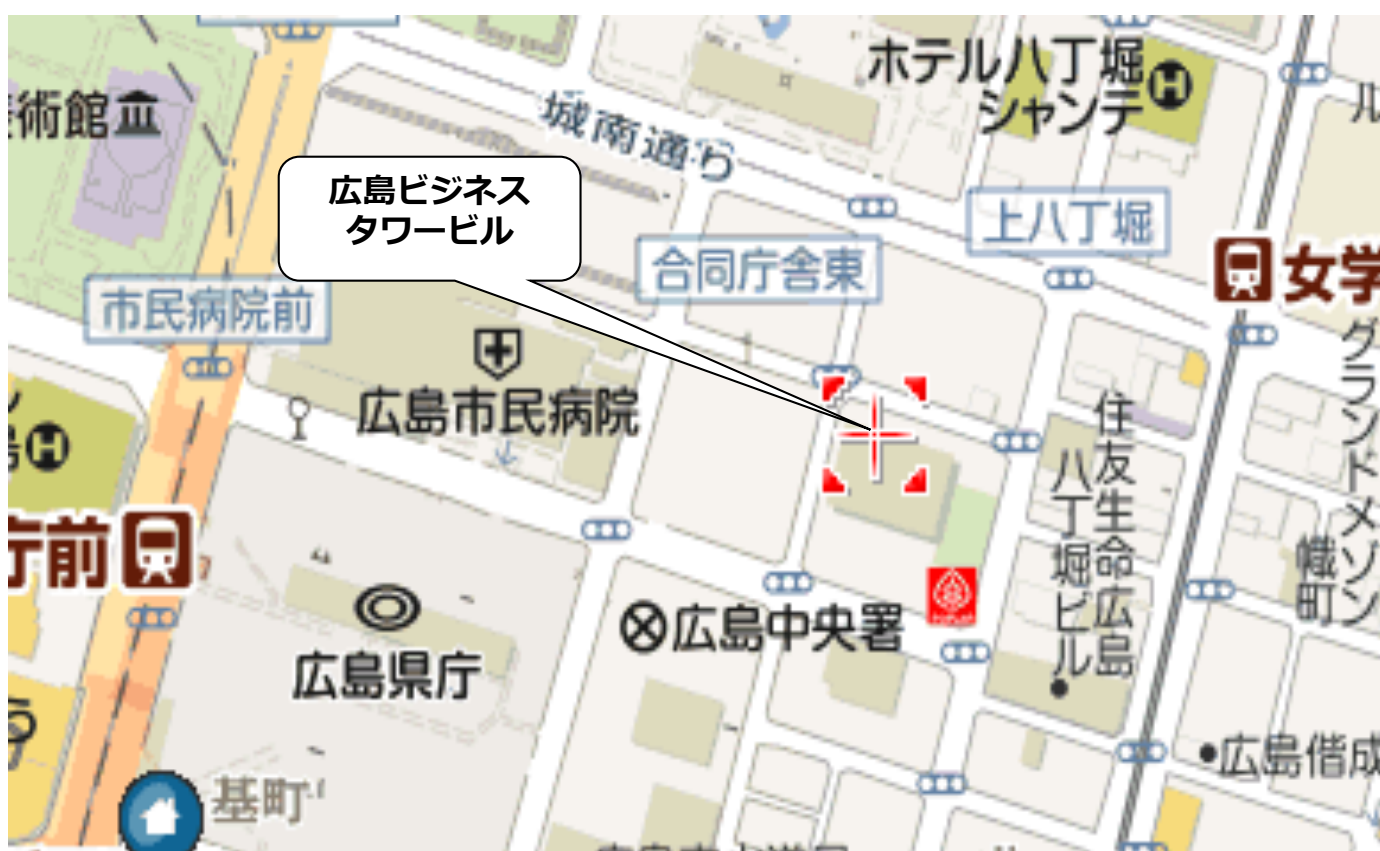 ホテル八丁堀
シャンテ
術館
城南通り
ル
広島ビジネス
タワービル
上八丁堀
合同庁舎東
女学
市民病院前
グランドメゾン
幟町
広島市民病院
住友生命広島
八丁堀ビル
庁前
広島中央署
広島県庁
広島偕成
基町